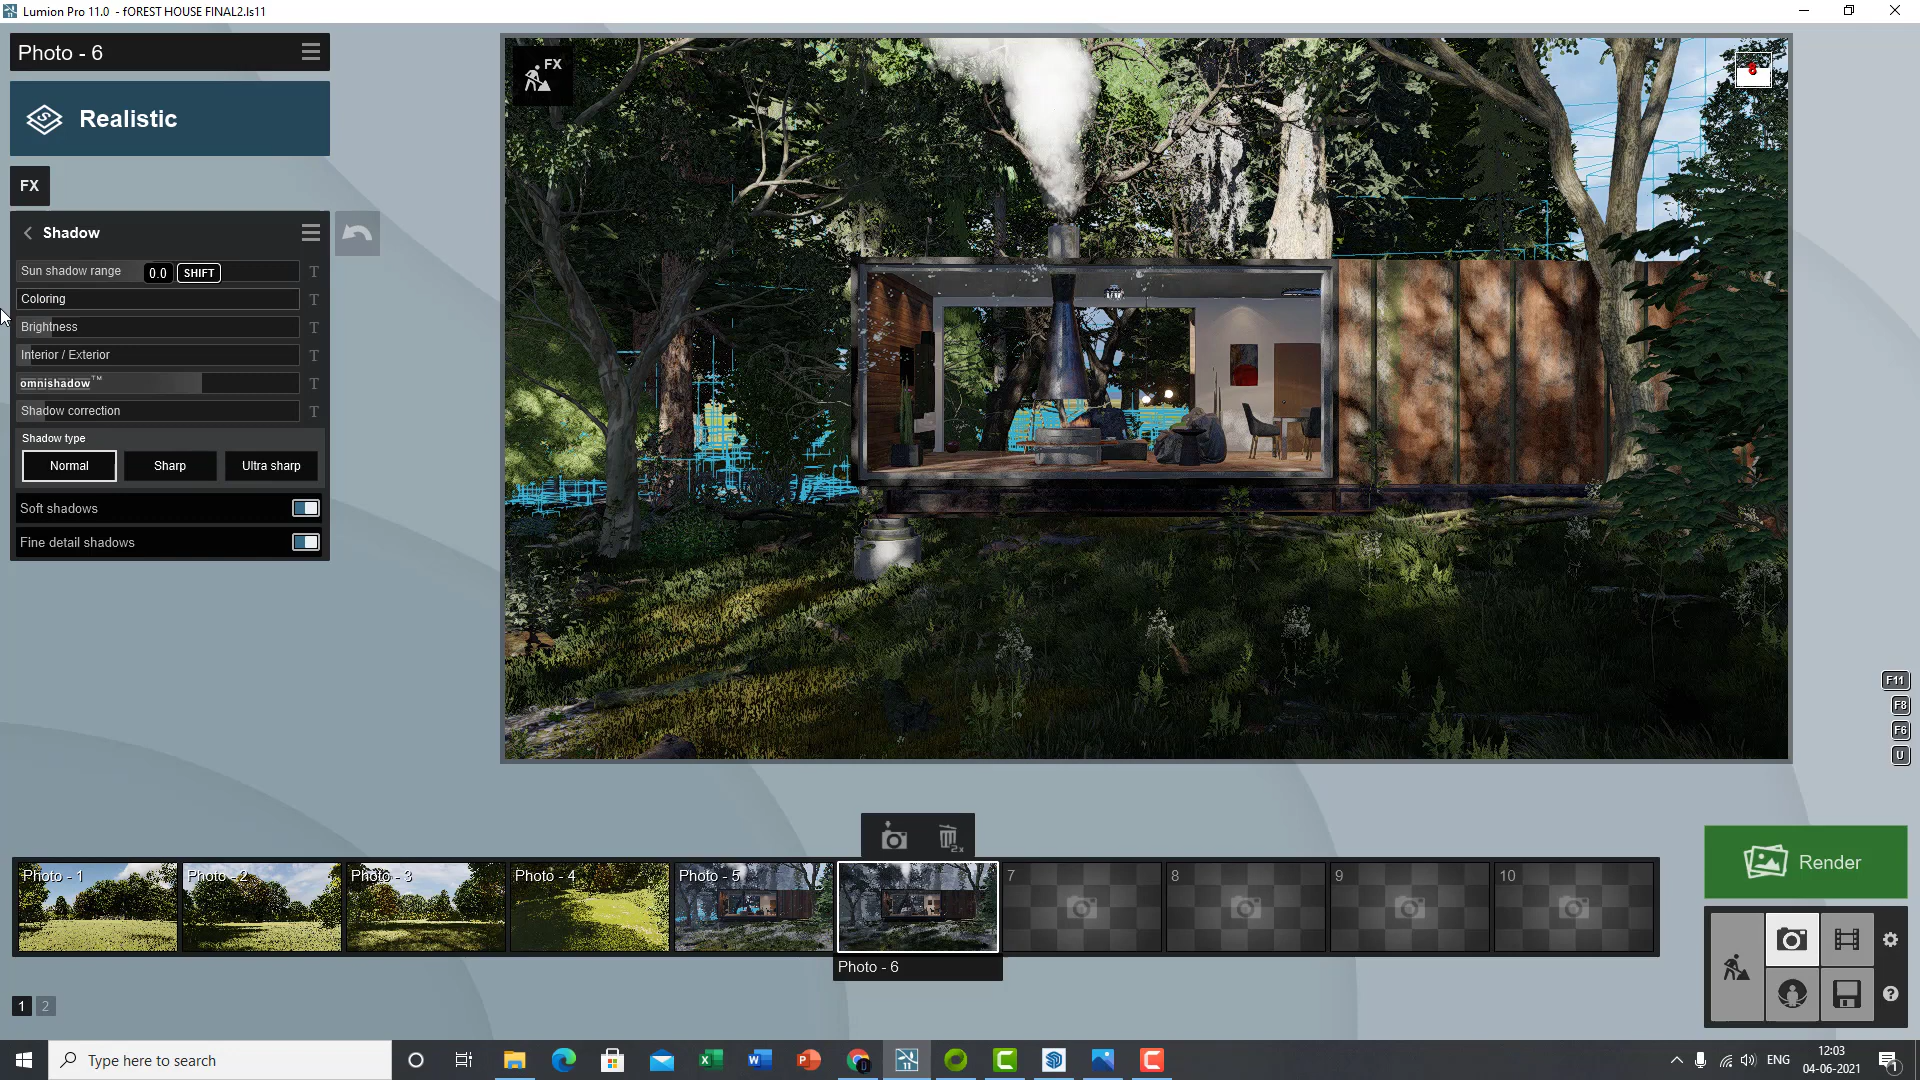 Lumion Pro 11.0 - fOREST HOUSE FINAL2.ls11
Photo - 6
Realistic
FX
Shadow
Sun shadow range 0.0 SHIFT T
Coloring T
Brightness T
Interior / Exterior T
omnishadow™ T
Shadow correction T
Shadow type
Normal Sharp Ultra sharp
Soft shadows
Fine detail shadows
FX
F11
F8
F6
U
Photo - 1
Photo - 2
Photo - 3
Photo - 4
Photo - 5
7
8
9
10
Photo - 6
1 2
Render
Type here to search
ENG
12:03
04-06-2021